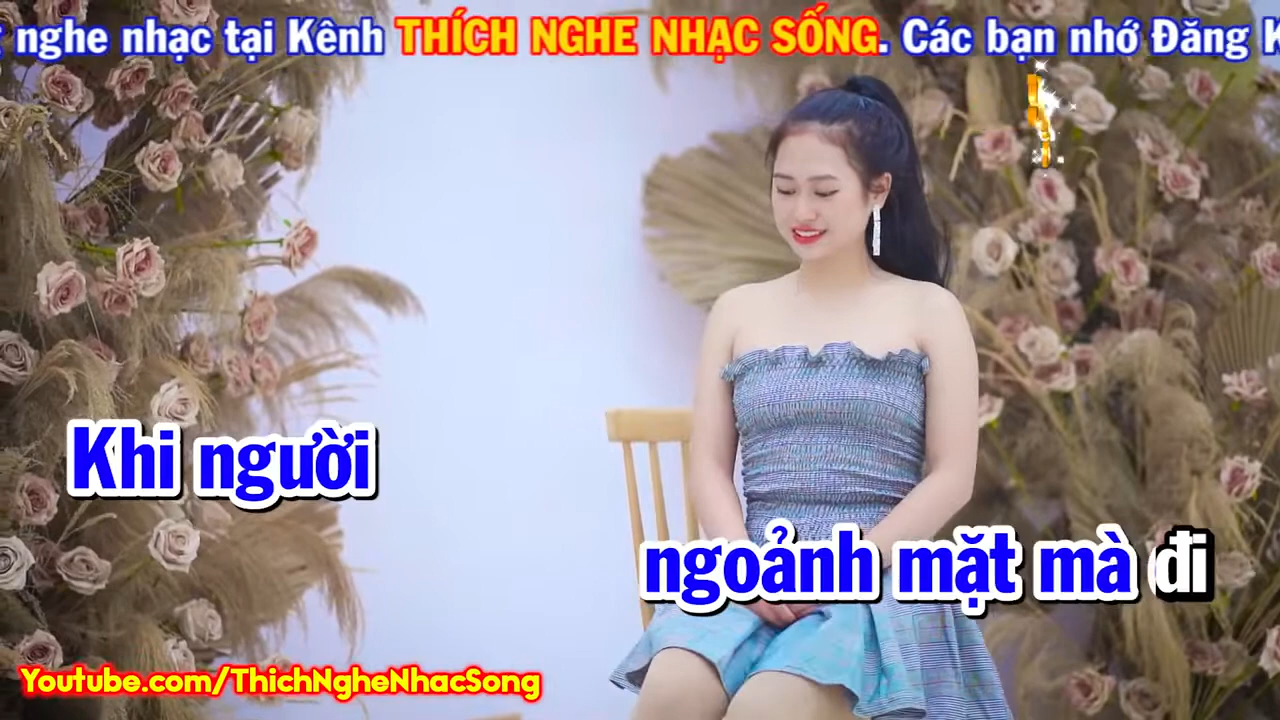 nghe nhạc tại Kênh THÍCH NGHE NHẠC SỐNG. Các bạn nhớ Đăng
Khi người
ngoảnh mặt mà đi
Youtube.com/ThichNgheNhacSong